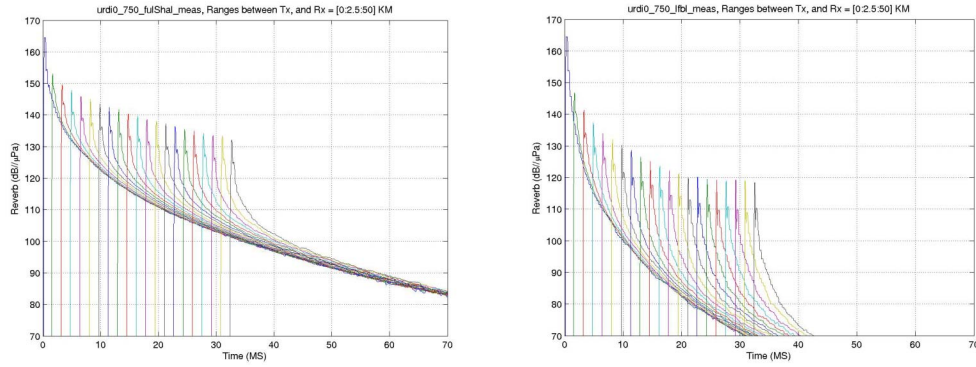 urdi0_750_fulShal_meas, Ranges between Tx, and Rx = [0:2.5:50] KM
170
160
150
140
130
120
110
100
90
80
70
Reverb (dB//μPa)
0 10 20 30 40 50 60 70
Time (MS)
urdi0_750_lfbl_meas, Ranges between Tx, and Rx = [0:2.5:50] KM
170
160
150
140
130
120
110
100
90
80
70
Reverb (dB//μPa)
0 10 20 30 40 50 60 70
Time (MS)